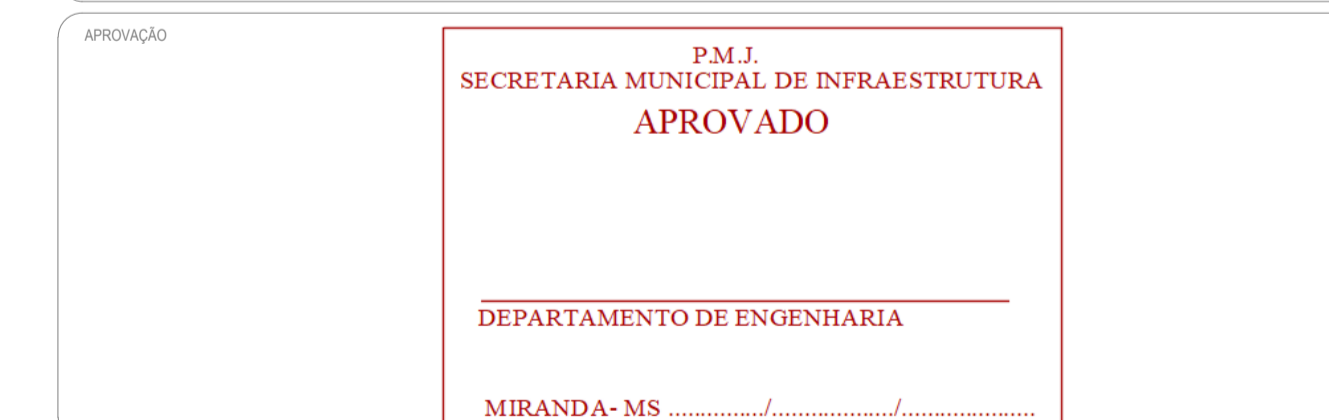 APROVAÇÃO
P.M.J.
SECRETARIA MUNICIPAL DE INFRAESTRUTURA
APROVADO
DEPARTAMENTO DE ENGENHARIA
MIRANDA- MS .............../.................../.....................